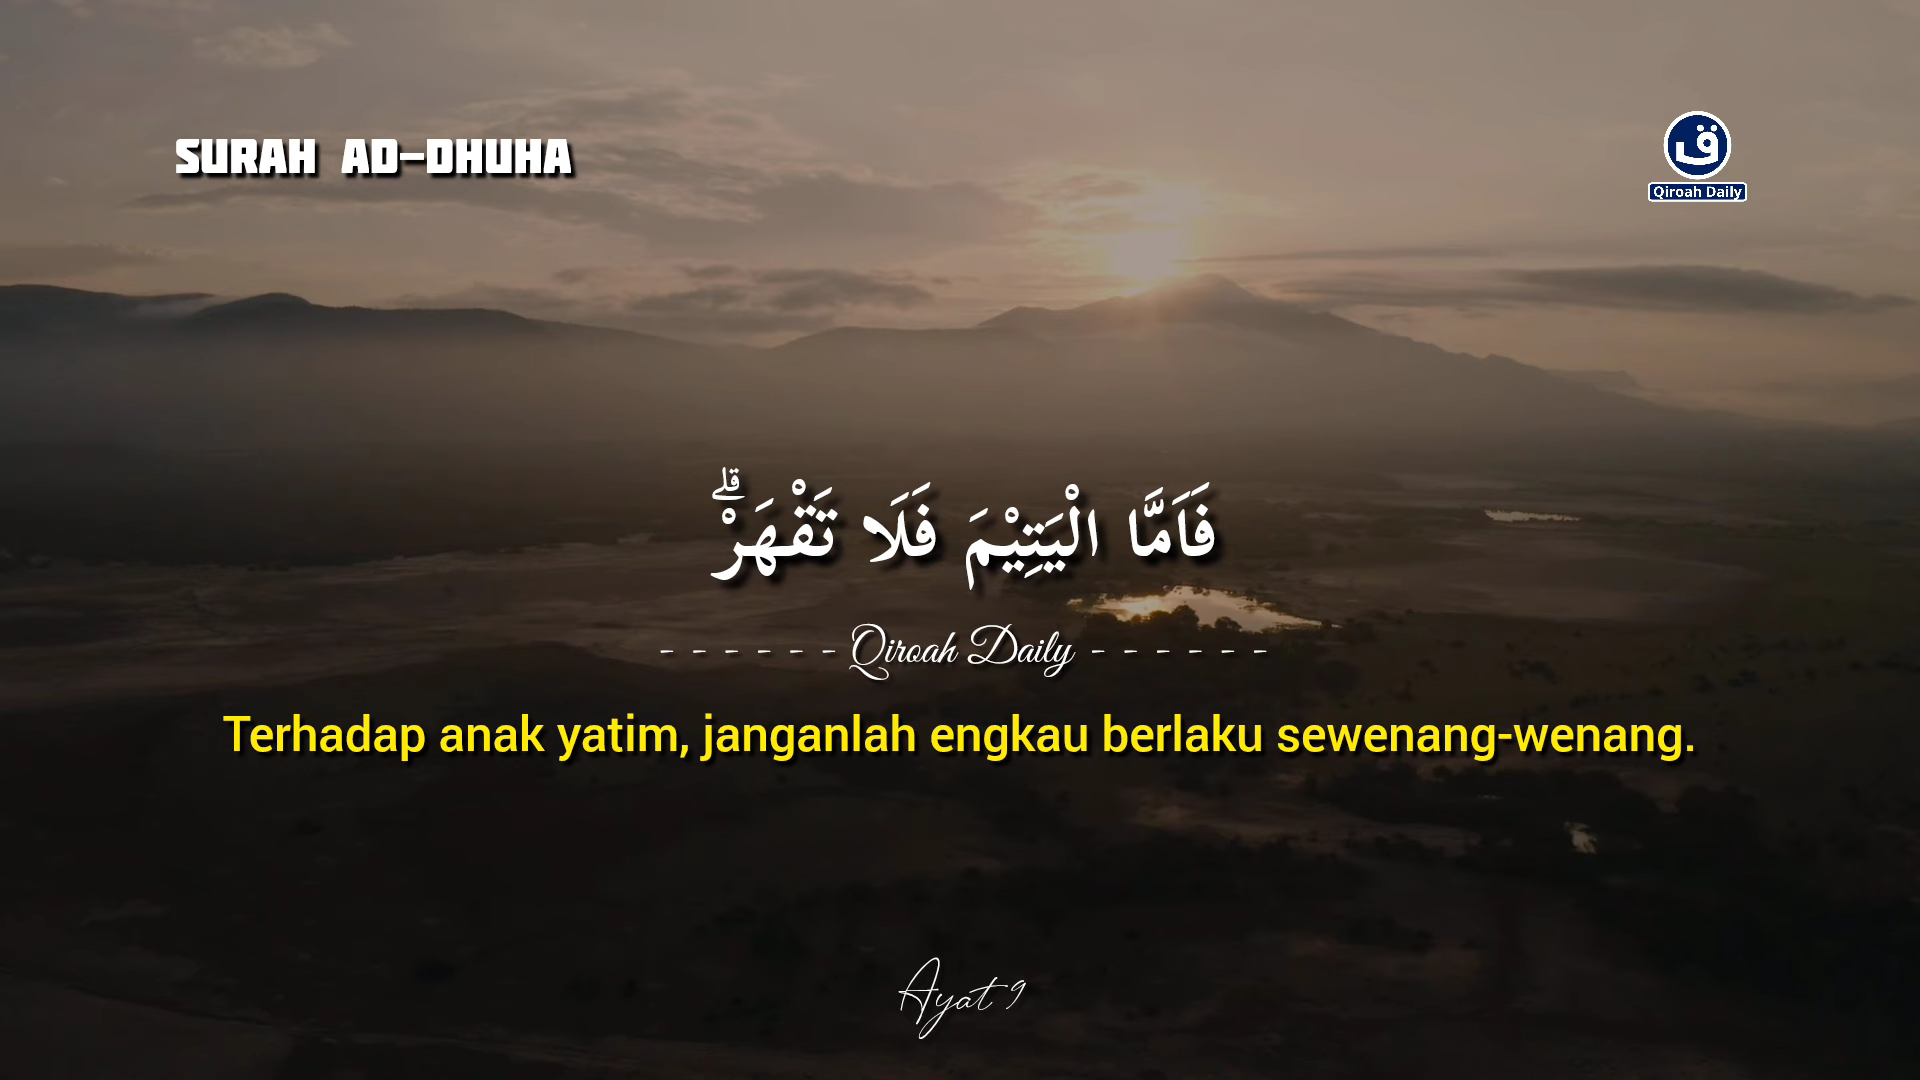 SURAH AD-DHUHA
ق
Qiroah Daily
فَاَمَّا الْيَتِيْمَ فَلَا تَقْهَرْۗ
------ Qiroah Daily ------
Terhadap anak yatim, janganlah engkau berlaku sewenang-wenang.
Ayat 9